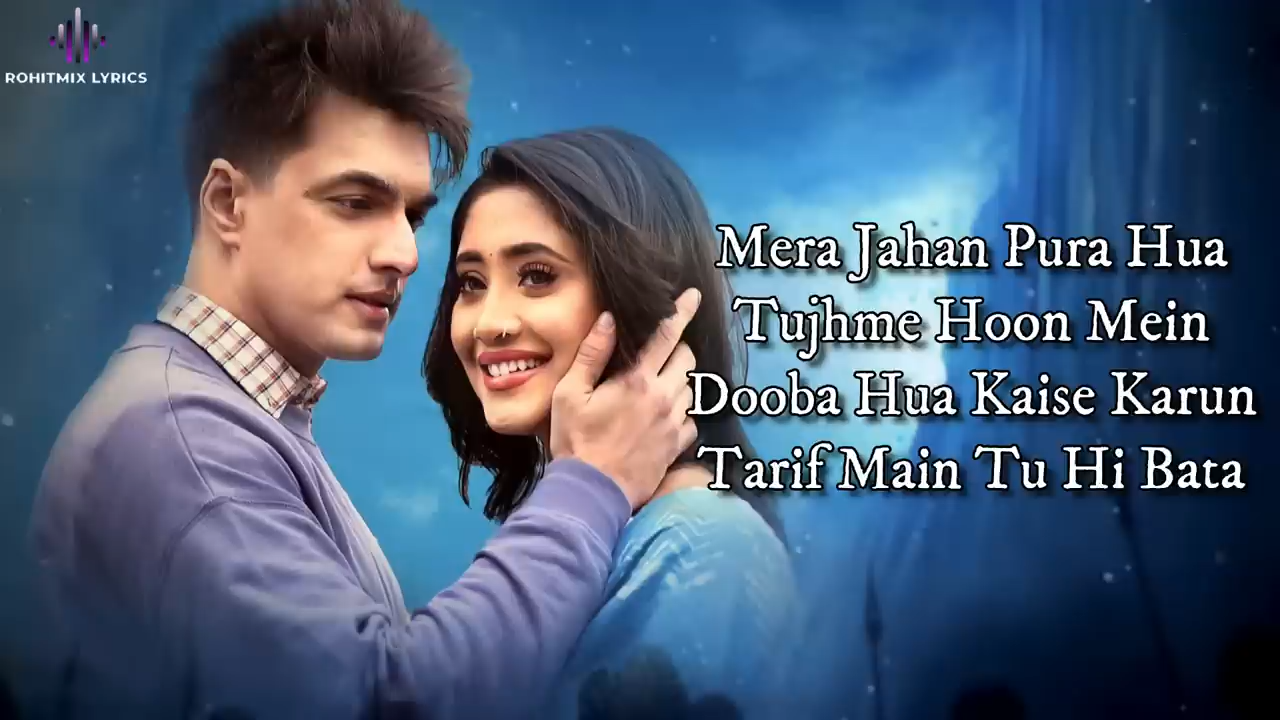 ROHITMIX LYRICS
Mera Jahan Pura Hua
Tujhme Hoon Mein
Dooba Hua Kaise Karun
Tarif Main Tu Hi Bata